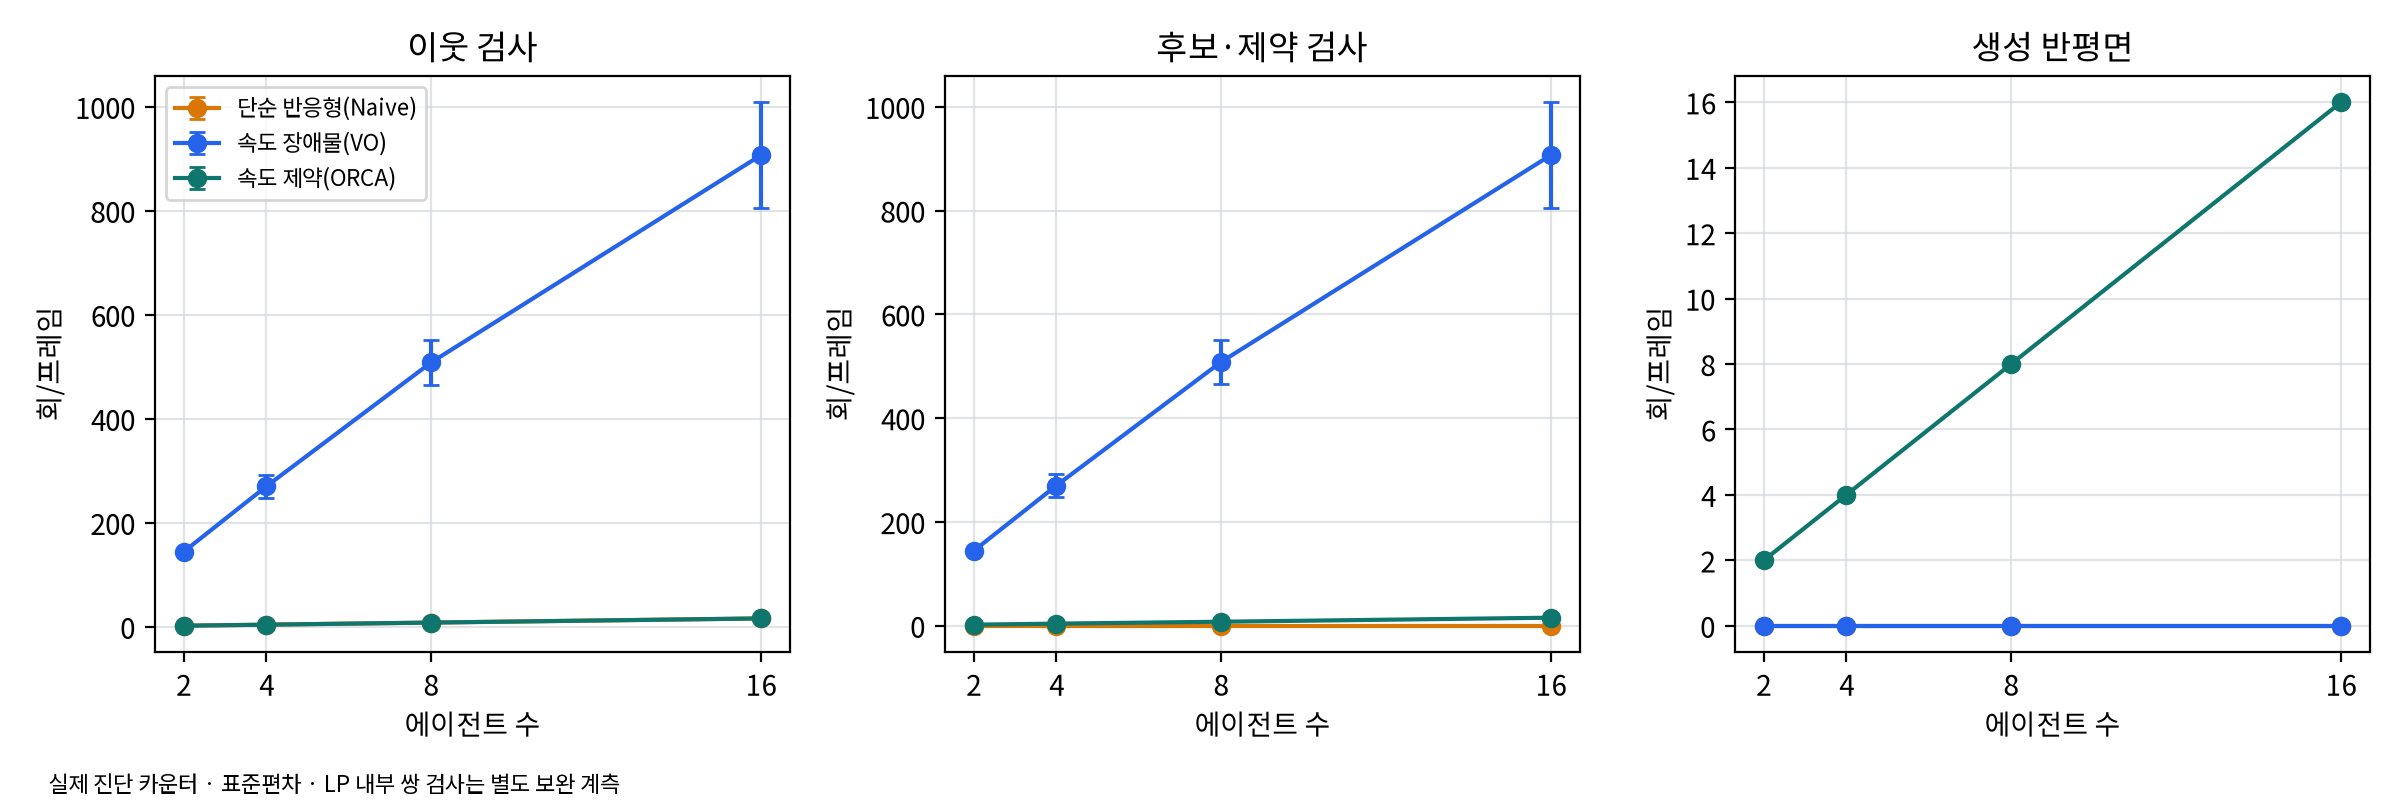 이웃 검사
1000
800
600
400
200
0
회/프레임
2 4 8 16
에이전트 수
단순 반응형(Naive)
속도 장애물(VO)
속도 제약(ORCA)
후보·제약 검사
1000
800
600
400
200
0
회/프레임
2 4 8 16
에이전트 수
생성 반평면
16
14
12
10
8
6
4
2
0
회/프레임
2 4 8 16
에이전트 수
실제 진단 카운터 · 표준편차 · LP 내부 쌍 검사는 별도 보완 계측